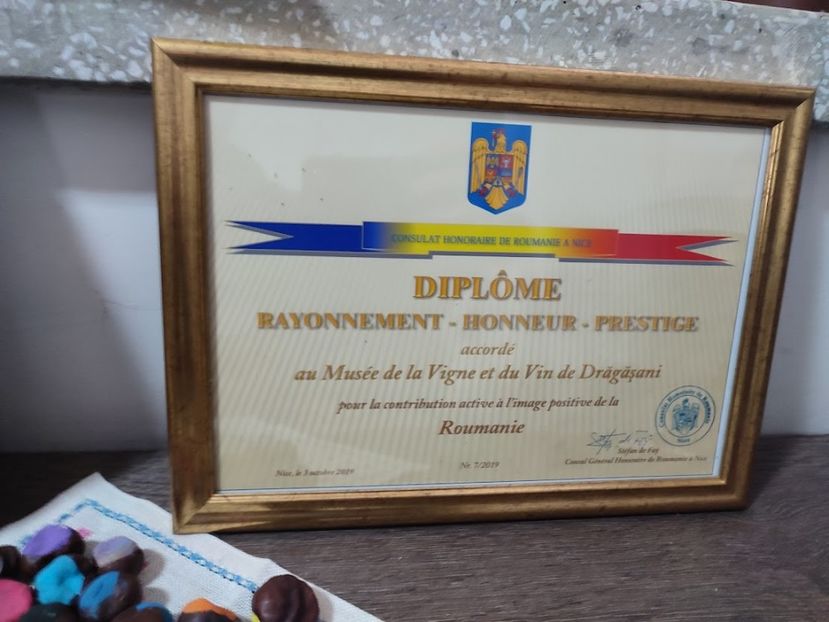 CONSULAT HONORAIRE DE ROUMANIE A NICE
DIPLÔME
RAYONNEMENT - HONNEUR - PRESTIGE
accordé
au Musée de la Vigne et du Vin de Drăgășani
pour la contribution active à l'image positive de la
Roumanie
Ștefan de Faÿ
Consul Général Honoraire de Roumanie a Nice
Nice, le 3 octobre 2019
Nr. 7/2019